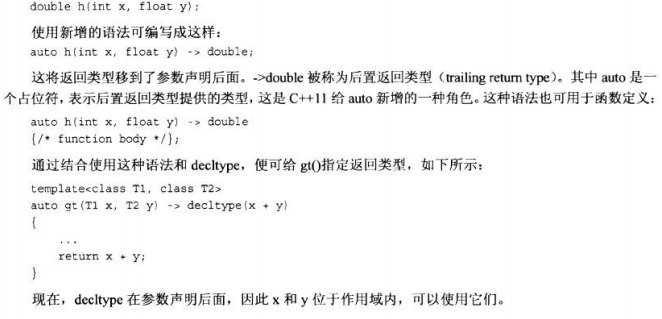 double h(int x, float y);
使用新增的语法可编写成这样：
auto h(int x, float y) -> double;
这将返回类型移到了参数声明后面。->double 被称为后置返回类型（trailing return type）。其中 auto 是一
个占位符，表示后置返回类型提供的类型，这是 C++11 给 auto 新增的一种角色。这种语法也可用于函数定义：
auto h(int x, float y) -> double
{/* function body */};
通过结合使用这种语法和 decltype，便可给 gt()指定返回类型，如下所示：
template<class T1, class T2>
auto gt(T1 x, T2 y) -> decltype(x + y)
{
...
return x + y;
}
现在，decltype 在参数声明后面，因此 x 和 y 位于作用域内，可以使用它们。